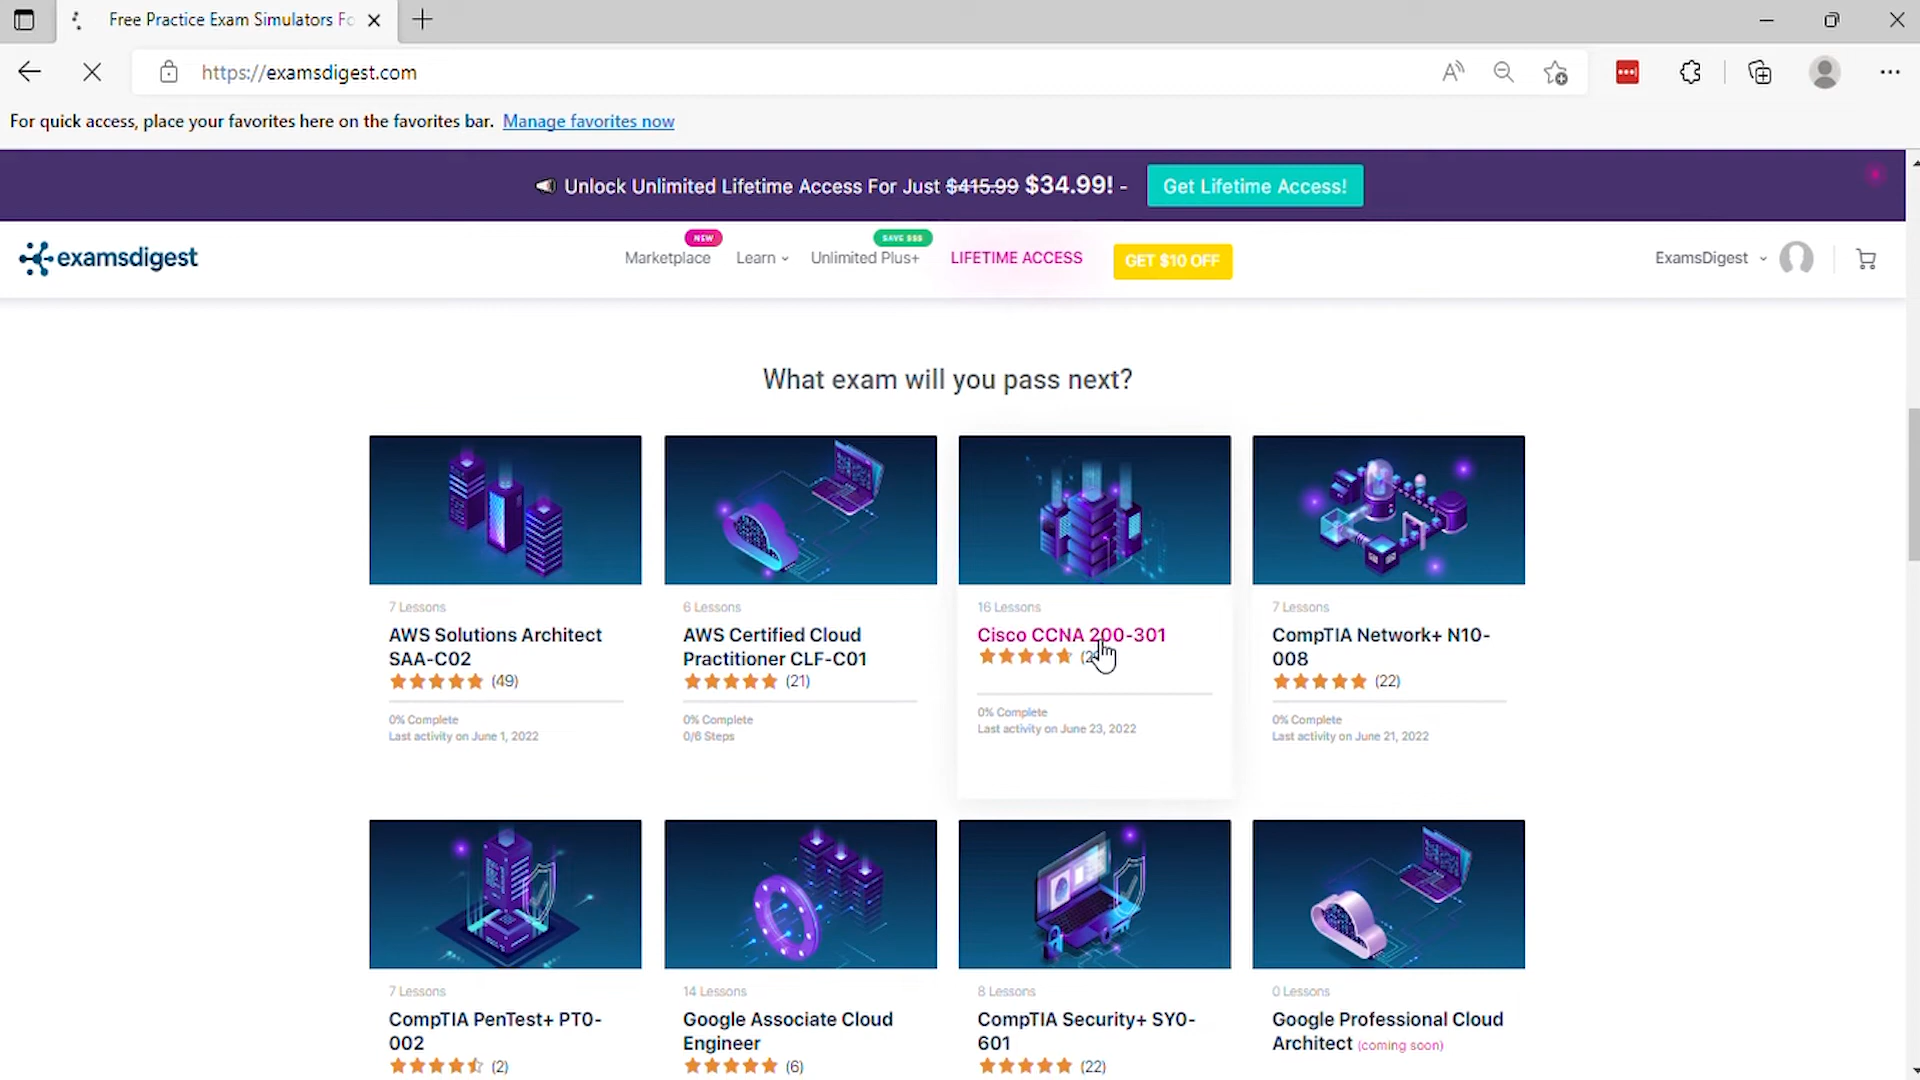 Free Practice Exam Simulators Fo
https://examsdigest.com
For quick access, place your favorites here on the favorites bar. Manage favorites now
Unlock Unlimited Lifetime Access For Just $415.99 $34.99! - Get Lifetime Access!
NEW
SAVE $$$
examsdigest
Marketplace
Learn
Unlimited Plus+
LIFETIME ACCESS
GET $10 OFF
ExamsDigest
What exam will you pass next?
7 Lessons
AWS Solutions Architect
SAA-C02
(49)
0% Complete
Last activity on June 1, 2022
6 Lessons
AWS Certified Cloud
Practitioner CLF-C01
(21)
0% Complete
0/6 Steps
16 Lessons
Cisco CCNA 200-301
0% Complete
Last activity on June 23, 2022
7 Lessons
CompTIA Network+ N10-
008
(22)
0% Complete
Last activity on June 21, 2022
7 Lessons
CompTIA PenTest+ PT0-
002
(2)
14 Lessons
Google Associate Cloud
Engineer
(6)
8 Lessons
CompTIA Security+ SY0-
601
(22)
0 Lessons
Google Professional Cloud
Architect (coming soon)